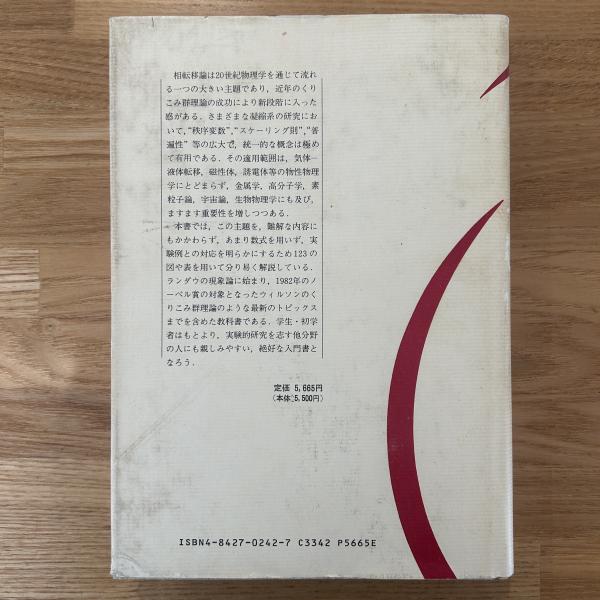 相転移論は20世紀物理学を通じて流れ
る一つの大きい主題であり，近年のくり
こみ群理論の成功により新段階に入った
感がある．さまざまな凝縮系の研究にお
いて，“秩序変数”，“スケーリング則”，“普
遍性” 等の広大で，統一的な概念は極め
て有用である．その適用範囲は，気体―
液体転移，磁性体，誘電体等の物性物理
学にとどまらず，金属学，高分子学，素
粒子論，宇宙論，生物物理学にも及び，
ますます重要性を増しつつある．
本書では，この主題を，難解な内容に
もかかわらず，あまり数式を用いず，実
験例との対応を明らかにするため123の
図や表を用いて分り易く解説している．
ランダウの現象論に始まり，1982年のノ
ーベル賞の対象となったウィルソンのく
りこみ群理論のような最新のトピックス
までを含めた教科書である．学生・初学
者はもとより，実験的研究を志す他分野
の人にも親しみやすい，絶好な入門書と
なろう．
定価 5,665円
（本体5,500円）
ISBN4-8427-0242-7 C3342 P5665E